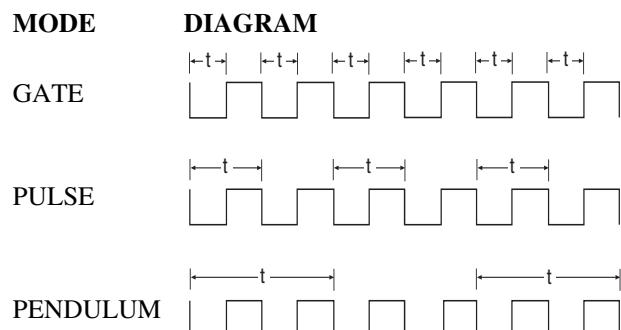 MODE DIAGRAM
t t t t t t
GATE
t t t
PULSE
t t
PENDULUM